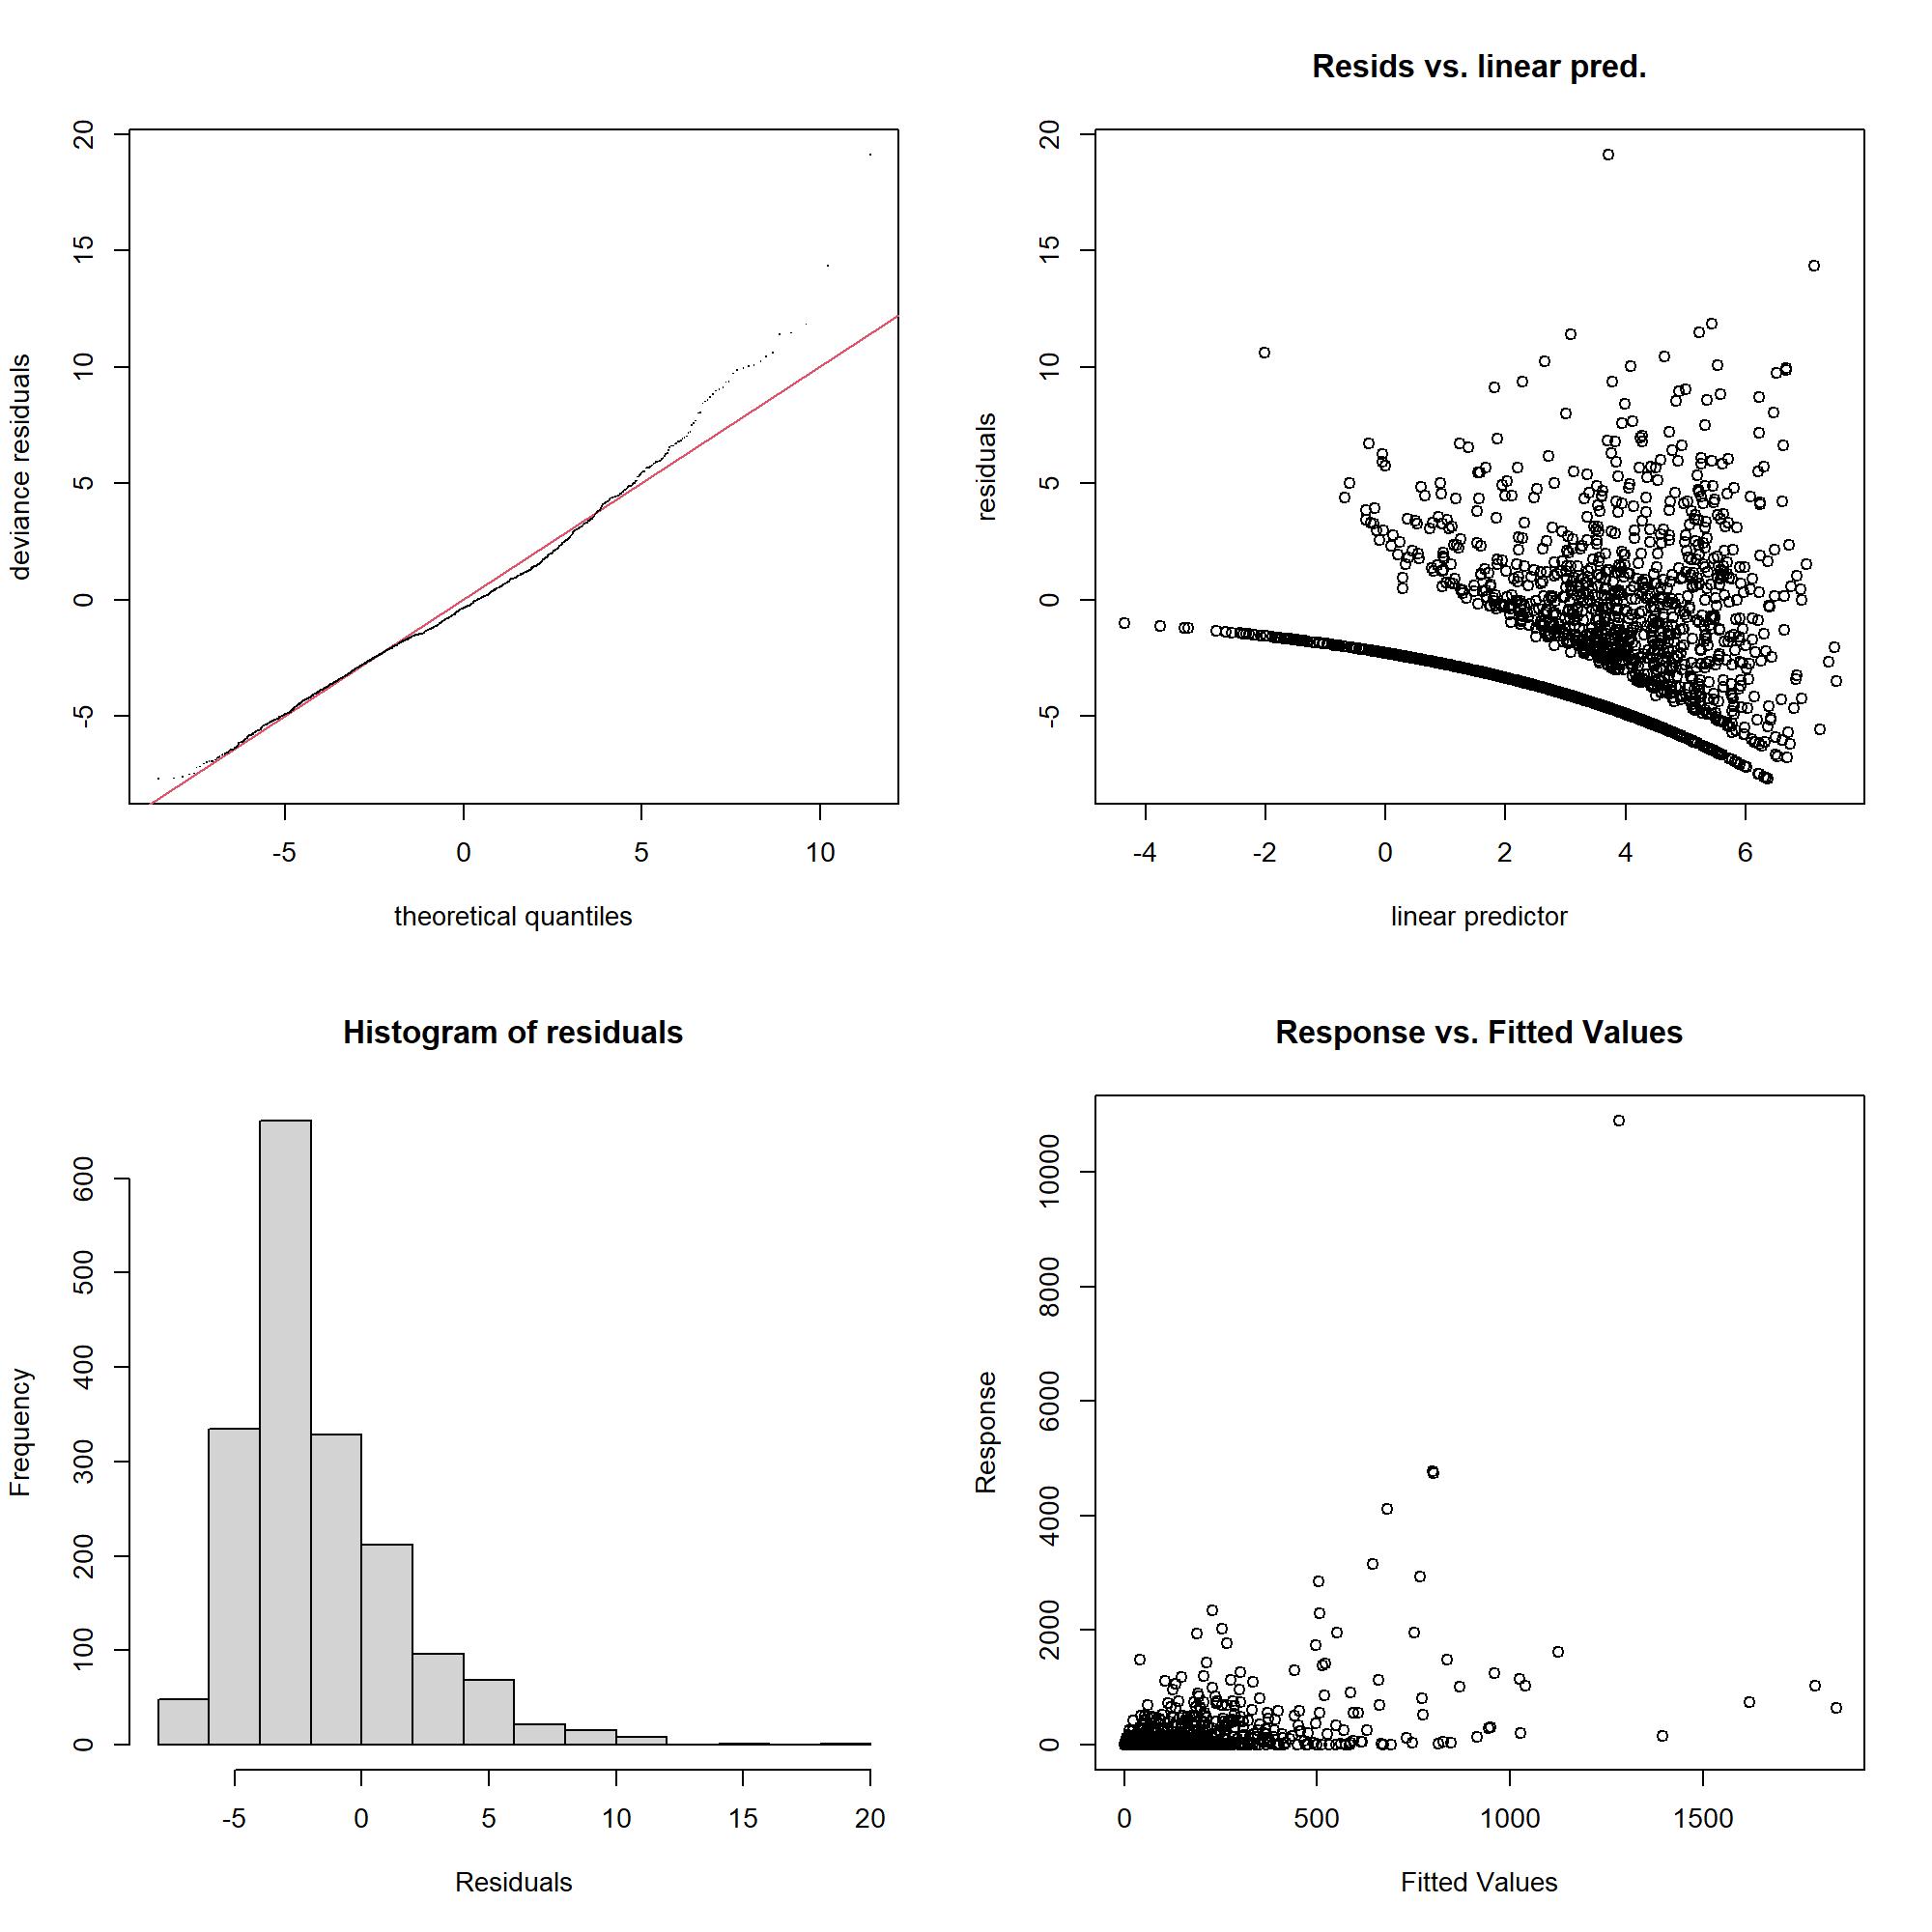 20
15
10
5
0
-5
deviance residuals
-5 0 5 10
theoretical quantiles
Resids vs. linear pred.
20
15
10
5
0
-5
residuals
-4 -2 0 2 4 6
linear predictor
Histogram of residuals
600
500
400
300
200
100
0
Frequency
-5 0 5 10 15 20
Residuals
Response vs. Fitted Values
10000
8000
6000
4000
2000
0
Response
0 500 1000 1500
Fitted Values